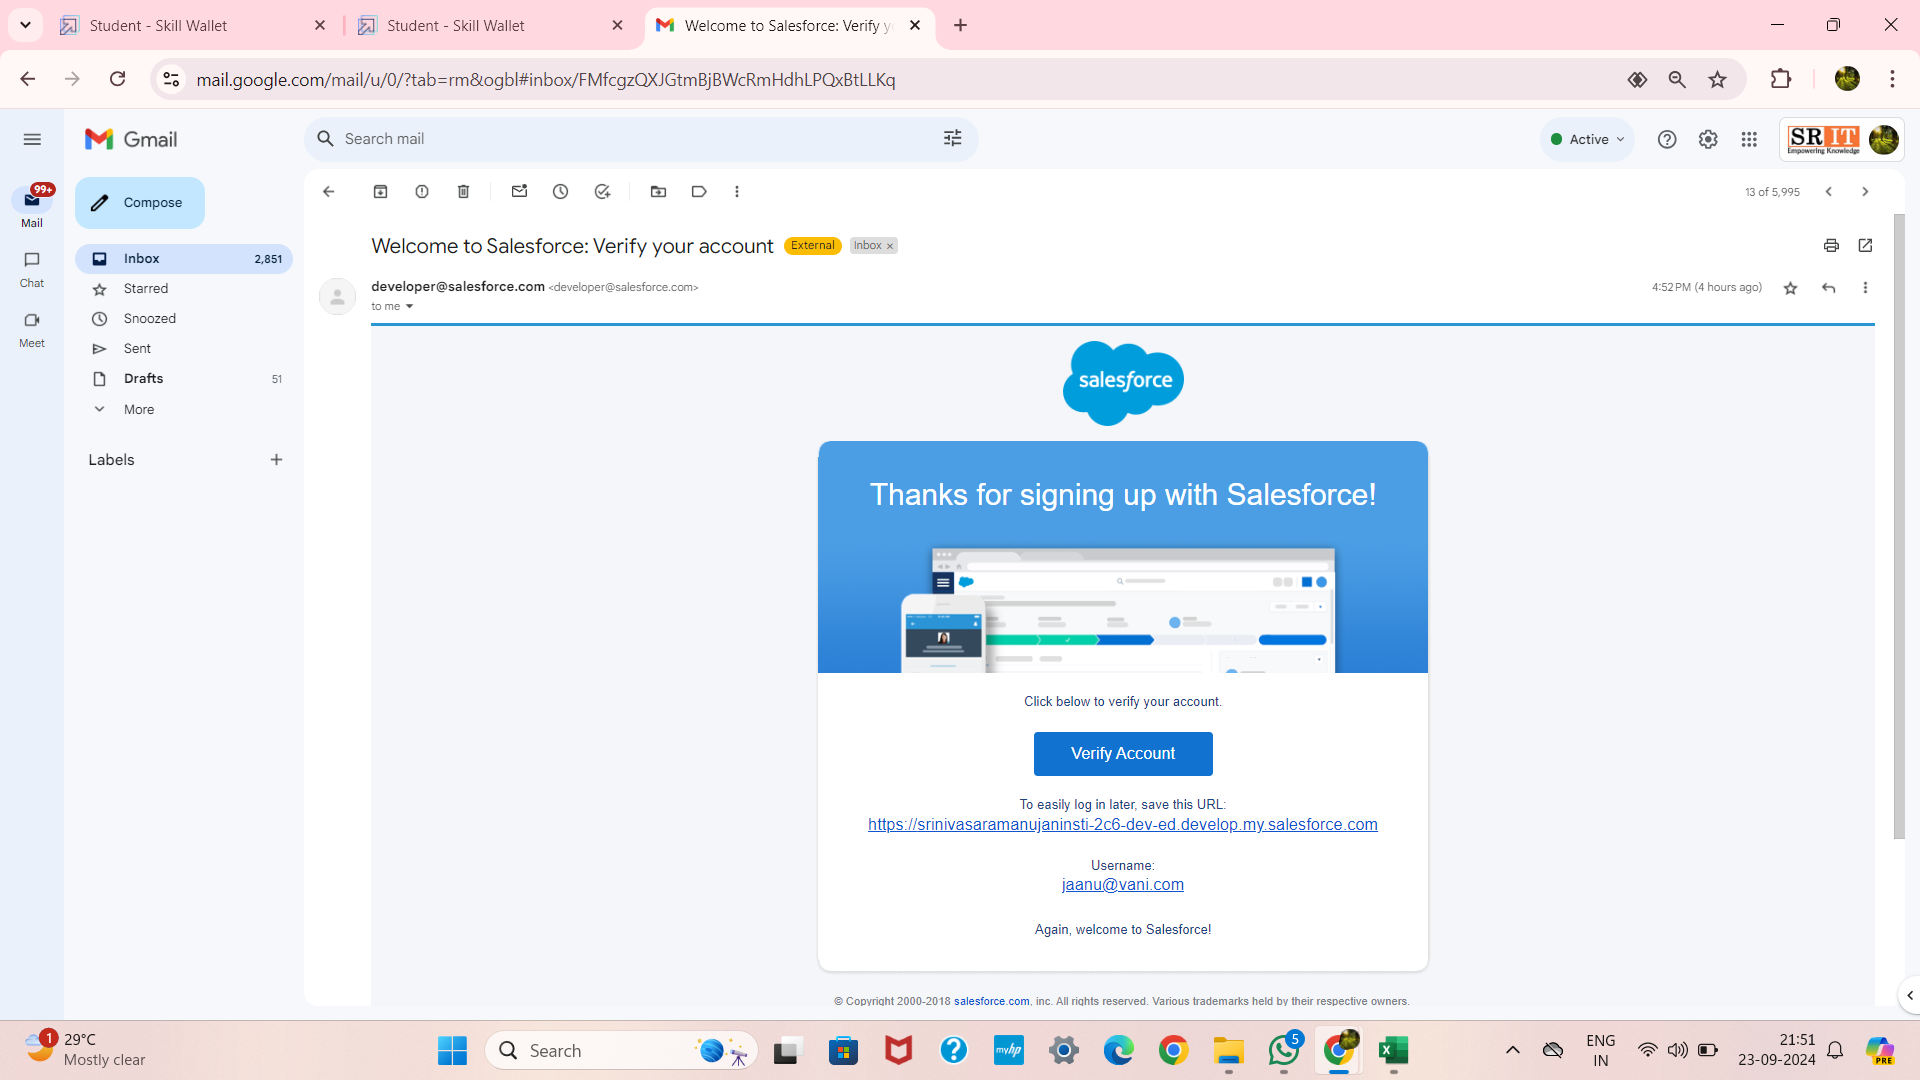 Student - Skill Wallet
Student - Skill Wallet
Welcome to Salesforce: Verify y
mail.google.com/mail/u/0/?tab=rm&ogbl#inbox/FMfcgzQXJGtmBjBWcRmHdhLPQxBtLLKq
Gmail
Search mail
Active
SRIT
Empowering Knowledge
99+
Mail
Chat
Meet
Compose
Inbox 2,851
Starred
Snoozed
Sent
Drafts 51
More
Labels
13 of 5,995
Welcome to Salesforce: Verify your account External Inbox x
developer@salesforce.com <developer@salesforce.com>
4:52 PM (4 hours ago)
to me
salesforce
Thanks for signing up with Salesforce!
Click below to verify your account.
Verify Account
To easily log in later, save this URL:
https://srinivasaramanujaninsti-2c6-dev-ed.develop.my.salesforce.com
Username:
jaanu@vani.com
Again, welcome to Salesforce!
© Copyright 2000-2018 salesforce.com, inc. All rights reserved. Various trademarks held by their respective owners.
1
29°C
Mostly clear
Search
myhp
5
ENG
IN
21:51
23-09-2024
PRE